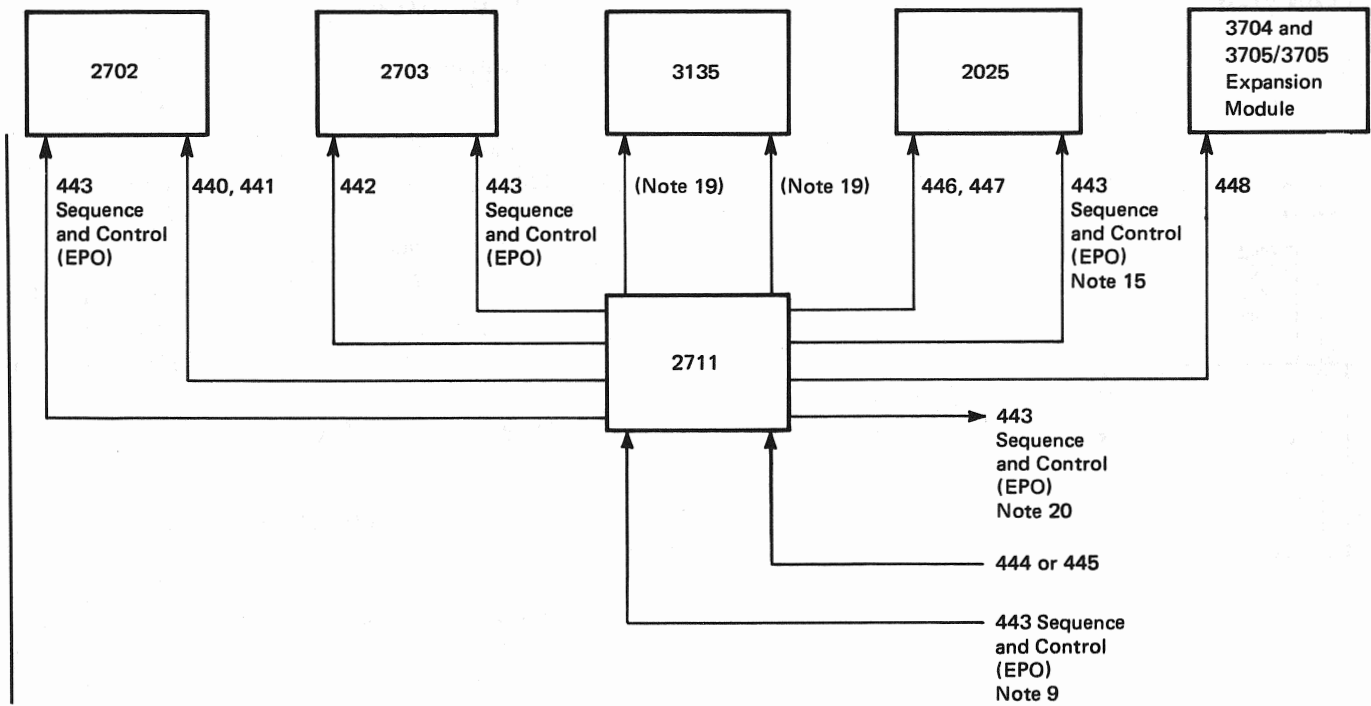 2702
2703
3135
2025
3704 and
3705/3705
Expansion
Module
443
Sequence
and Control
(EPO)
440, 441
442
443
Sequence
and Control
(EPO)
(Note 19)
(Note 19)
446, 447
443
Sequence
and Control
(EPO)
Note 15
448
2711
443
Sequence
and Control
(EPO)
Note 20
444 or 445
443 Sequence
and Control
(EPO)
Note 9